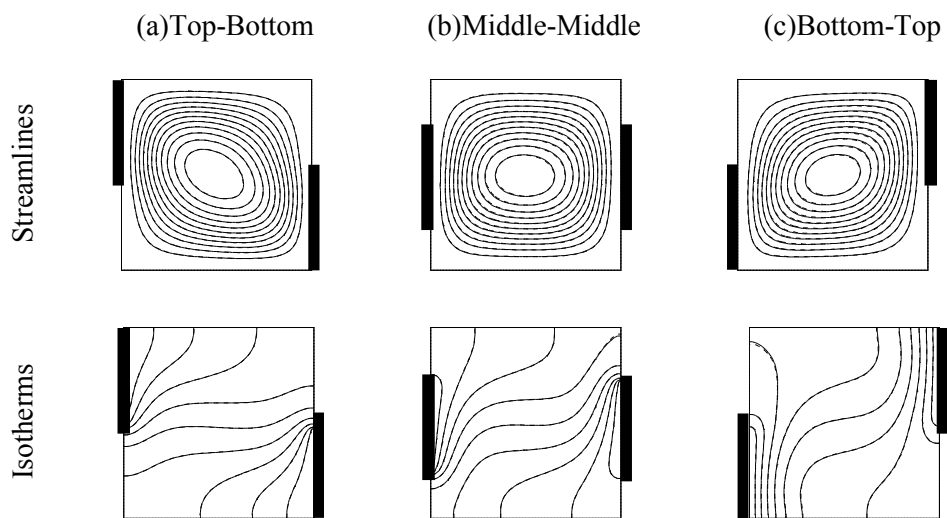 (a)Top-Bottom
(b)Middle-Middle
(c)Bottom-Top
Streamlines
Isotherms